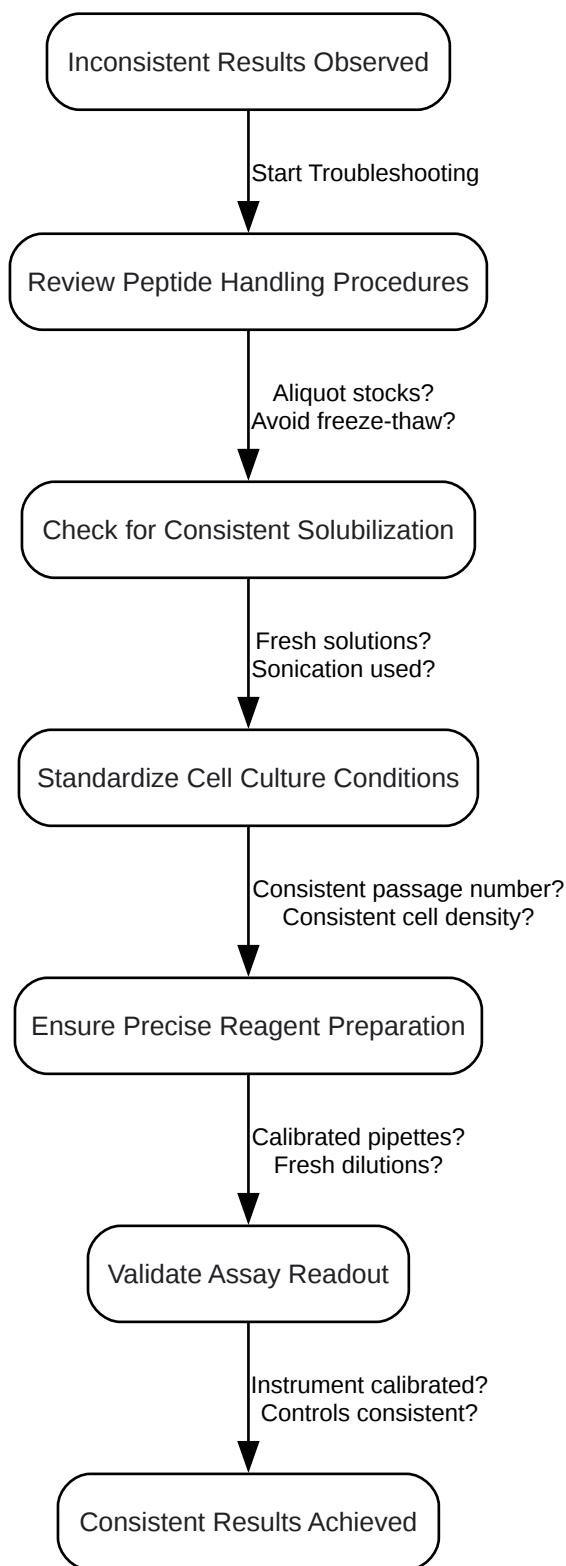 Inconsistent Results Observed
Start Troubleshooting
Review Peptide Handling Procedures
Aliquot stocks?
Avoid freeze-thaw?
Check for Consistent Solubilization
Fresh solutions?
Sonication used?
Standardize Cell Culture Conditions
Consistent passage number?
Consistent cell density?
Ensure Precise Reagent Preparation
Calibrated pipettes?
Fresh dilutions?
Validate Assay Readout
Instrument calibrated?
Controls consistent?
Consistent Results Achieved